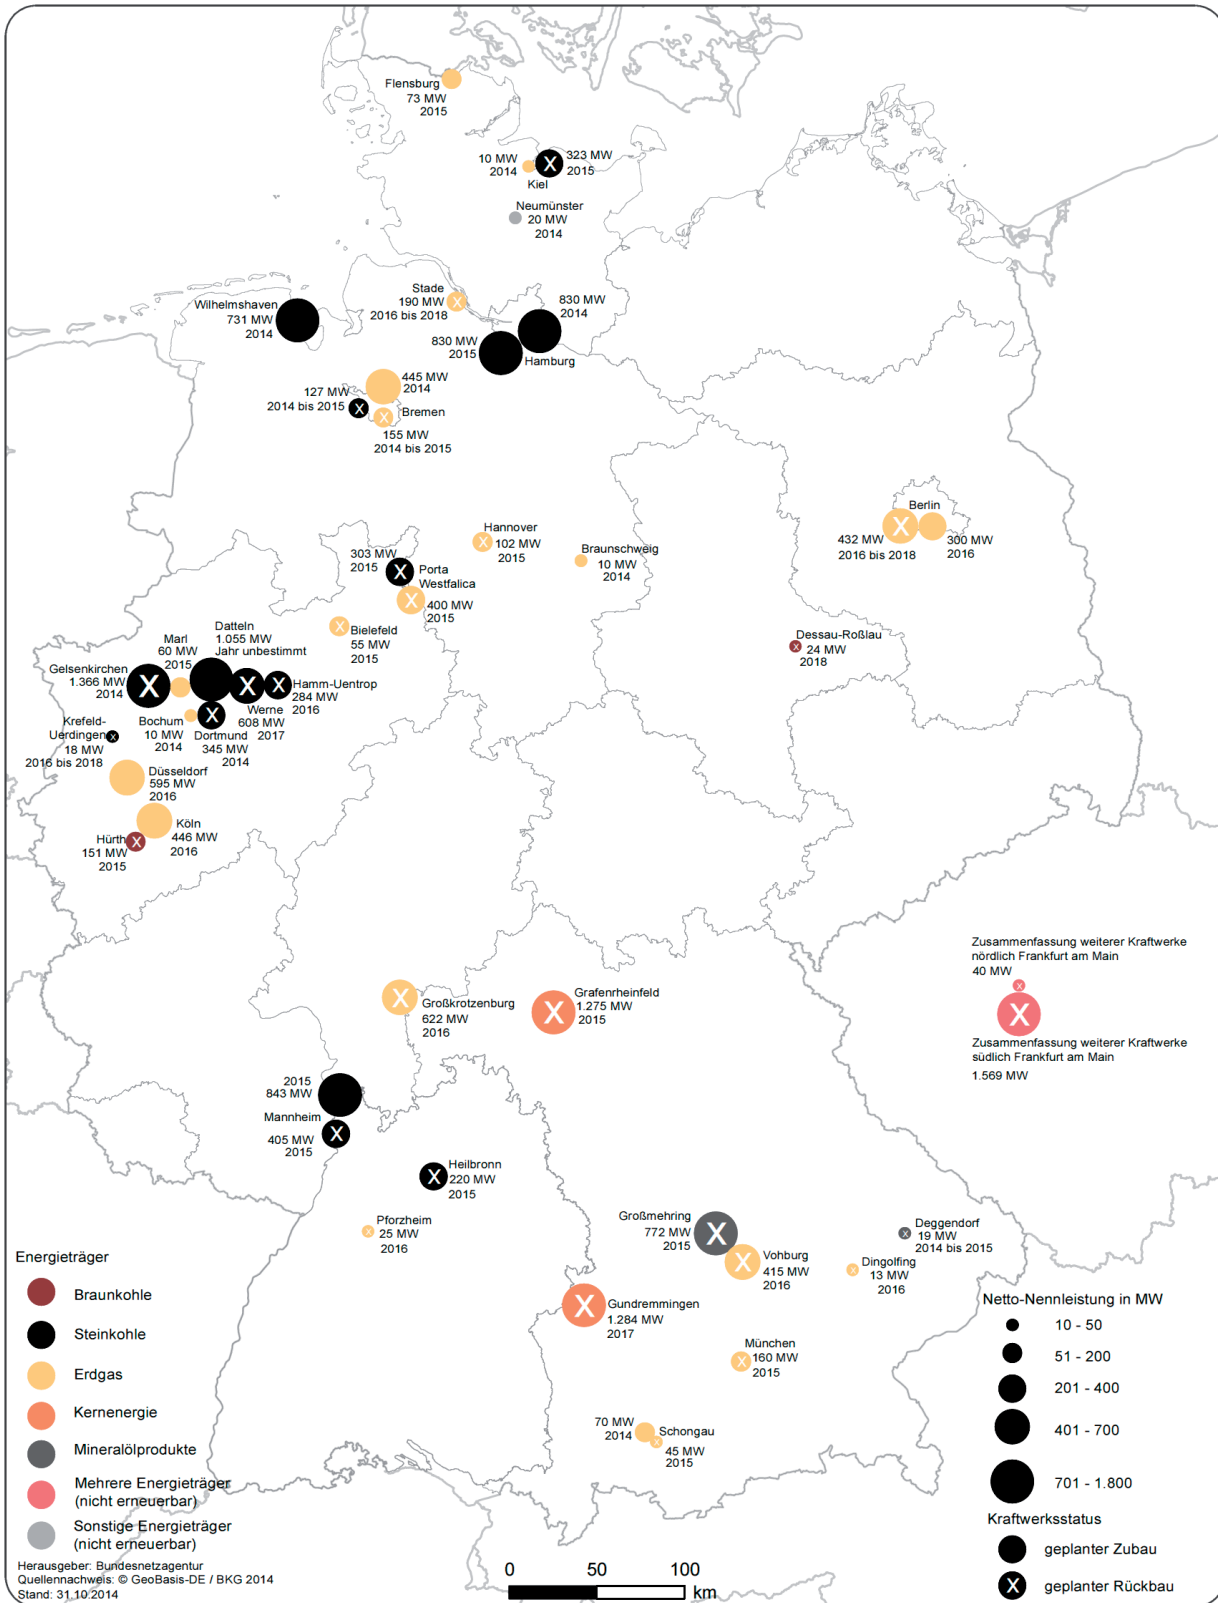 Flensburg
73 MW
2015
10 MW
2014
323 MW
2015
Kiel
Neumünster
20 MW
2014
Stade
190 MW
2016 bis 2018
Wilhelmshaven
731 MW
2014
830 MW
2014
830 MW
2015
Hamburg
445 MW
2014
127 MW
2014 bis 2015
Bremen
155 MW
2014 bis 2015
Berlin
432 MW
2016 bis 2018
300 MW
2016
Hannover
102 MW
2015
Braunschweig
10 MW
2014
303 MW
2015
Porta
Westfalica
400 MW
2015
Bielefeld
55 MW
2015
Dessau-Roßlau
24 MW
2018
Datteln
1.055 MW
Jahr unbestimmt
Marl
60 MW
2015
Gelsenkirchen
1.366 MW
2014
Hamm-Uentrop
284 MW
2016
Werne
608 MW
2017
Krefeld-
Uerdingen
18 MW
2016 bis 2018
Bochum
10 MW
2014
Dortmund
345 MW
2014
Düsseldorf
595 MW
2016
Köln
446 MW
2016
Hürth
151 MW
2015
Zusammenfassung weiterer Kraftwerke
nördlich Frankfurt am Main
40 MW
Zusammenfassung weiterer Kraftwerke
südlich Frankfurt am Main
1.569 MW
Großkrotzenburg
622 MW
2016
Grafenrheinfeld
1.275 MW
2015
2015
843 MW
Mannheim
405 MW
2015
Heilbronn
220 MW
2015
Pforzheim
25 MW
2016
Großmehring
772 MW
2015
Vohburg
415 MW
2016
Deggendorf
19 MW
2014 bis 2015
Dingolfing
13 MW
2016
Gundremmingen
1.284 MW
2017
München
160 MW
2015
70 MW
2014
Schongau
45 MW
2015
Energieträger
Braunkohle
Steinkohle
Erdgas
Kernenergie
Mineralölprodukte
Mehrere Energieträger
(nicht erneuerbar)
Sonstige Energieträger
(nicht erneuerbar)
Herausgeber: Bundesnetzagentur
Quellennachweis: © GeoBasis-DE / BKG 2014
Stand: 31.10.2014
0 50 100
km
Netto-Nennleistung in MW
10 - 50
51 - 200
201 - 400
401 - 700
701 - 1.800
Kraftwerksstatus
geplanter Zubau
X geplanter Rückbau